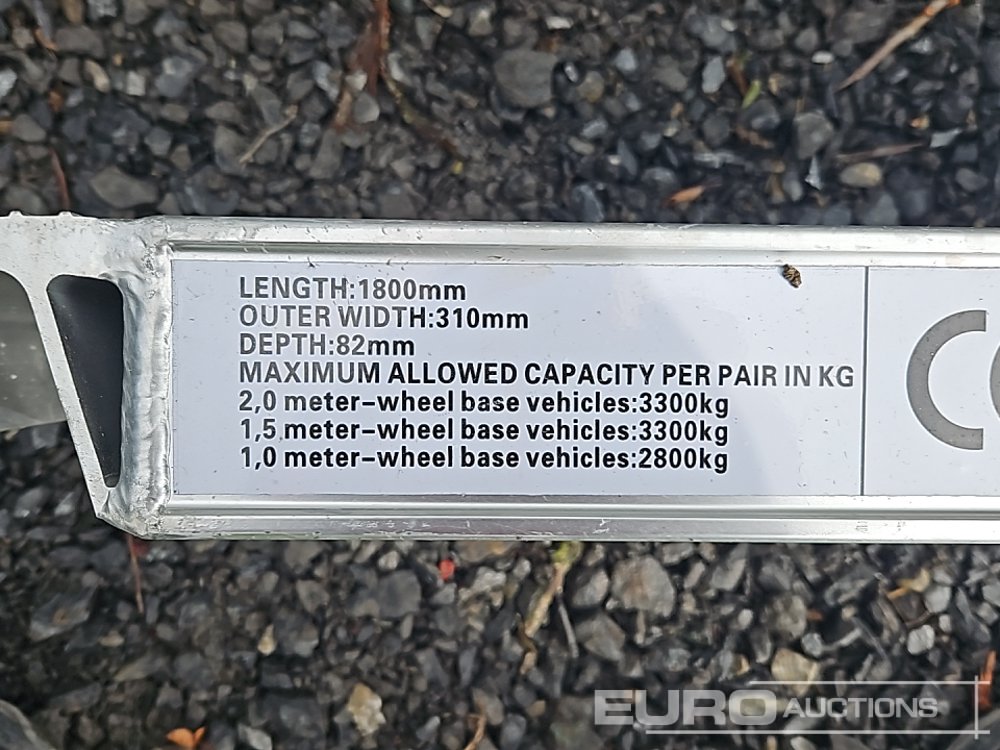 LENGTH:1800mm
OUTER WIDTH:310mm
DEPTH:82mm
MAXIMUM ALLOWED CAPACITY PER PAIR IN KG
2,0 meter-wheel base vehicles:3300kg
1,5 meter-wheel base vehicles:3300kg
1,0 meter-wheel base vehicles:2800kg
CE
EURO AUCTIONS